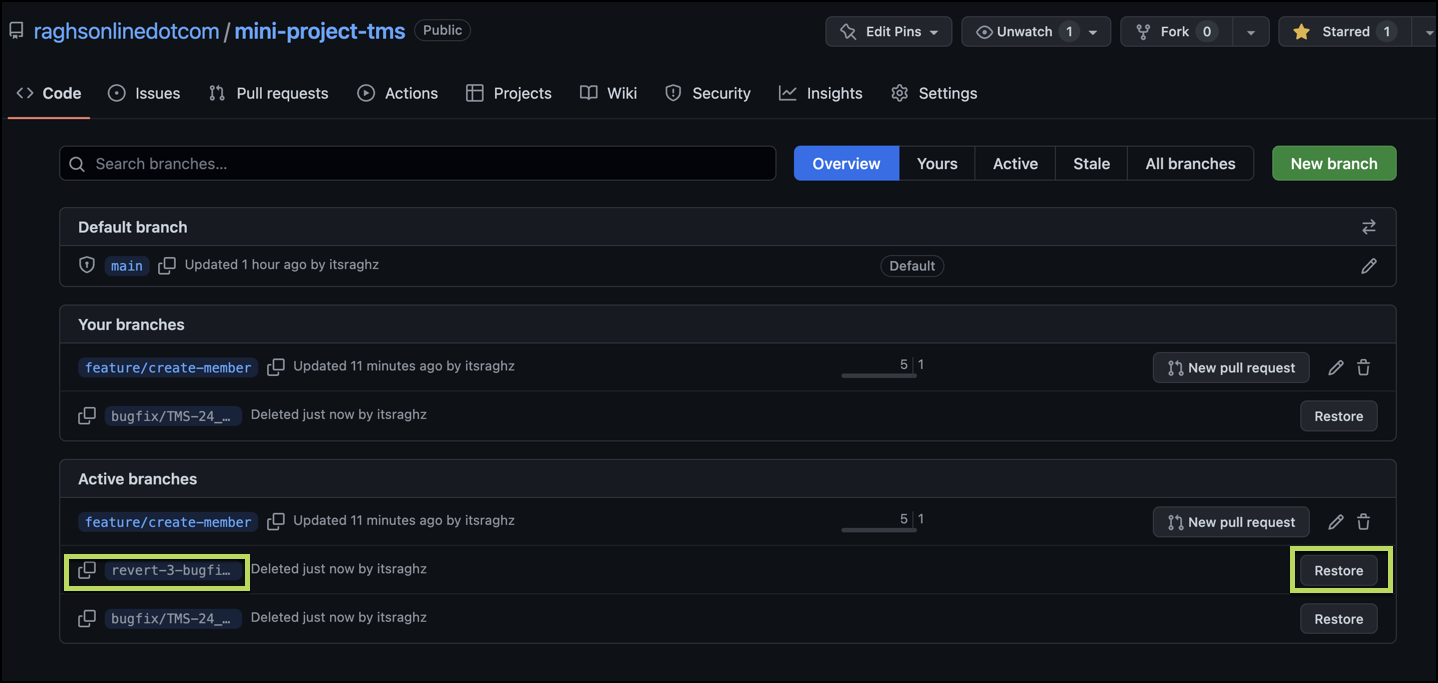 raghsonlinedotcom / mini-project-tms Public Edit Pins Unwatch 1 Fork 0 Starred 1
Code Issues Pull requests Actions Projects Wiki Security Insights Settings
Search branches... Overview Yours Active Stale All branches New branch
Default branch
main Updated 1 hour ago by itsraghz Default
Your branches
feature/create-member Updated 11 minutes ago by itsraghz 5 1 New pull request
bugfix/TMS-24_… Deleted just now by itsraghz Restore
Active branches
feature/create-member Updated 11 minutes ago by itsraghz 5 1 New pull request
revert-3-bugfi… Deleted just now by itsraghz Restore
bugfix/TMS-24_… Deleted just now by itsraghz Restore